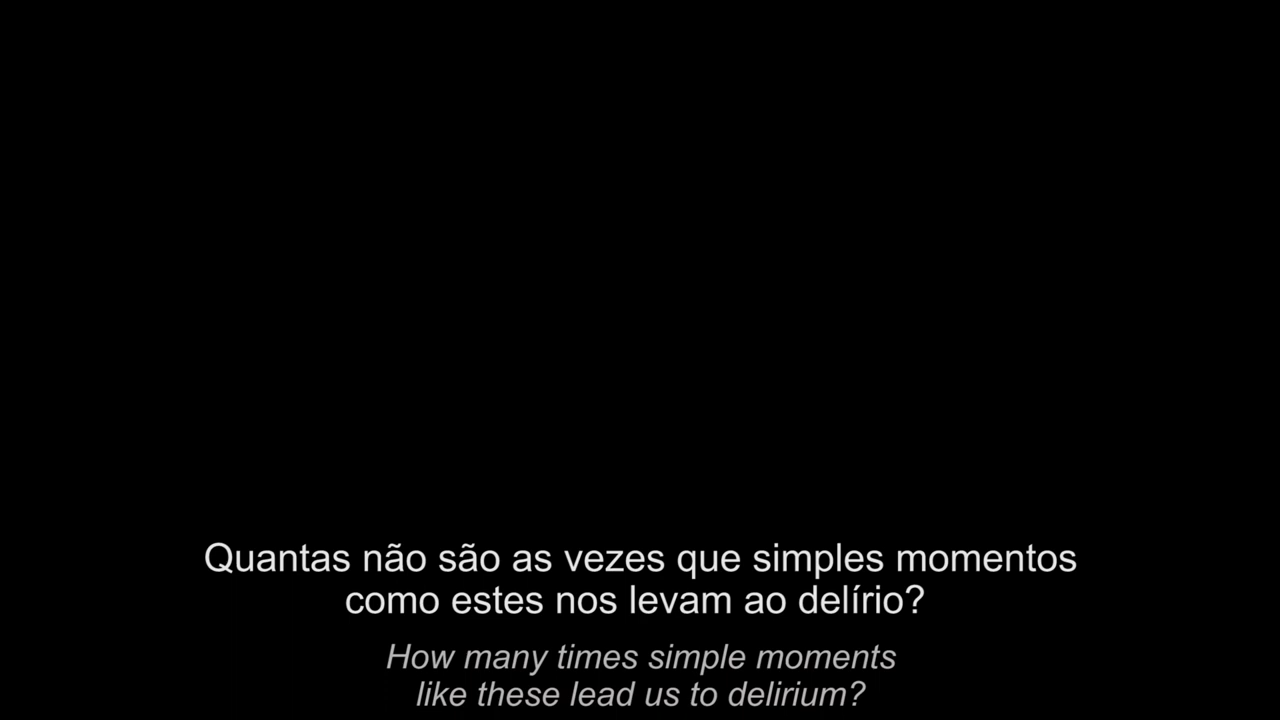 Quantas não são as vezes que simples momentos
como estes nos levam ao delírio?
How many times simple moments
like these lead us to delirium?